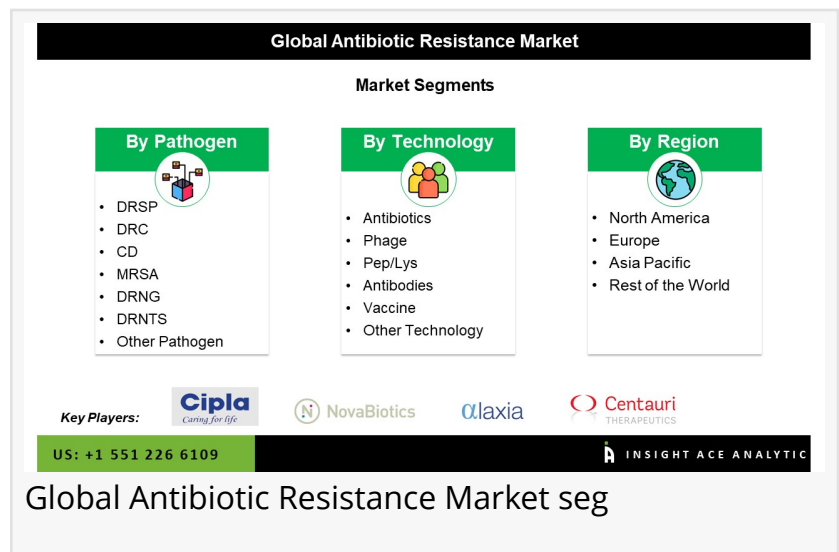 Global Antibiotic Resistance Market
Market Segments
By Pathogen
• DRSP
• DRC
• CD
• MRSA
• DRNG
• DRNTS
• Other Pathogen
By Technology
• Antibiotics
• Phage
• Pep/Lys
• Antibodies
• Vaccine
• Other Technology
By Region
• North America
• Europe
• Asia Pacific
• Rest of the World
Key Players:
Cipla
Caring for life
N NovaBiotics
αlaxia
Centauri
THERAPEUTICS
US: +1 551 226 6109
INSIGHT ACE ANALYTIC
Global Antibiotic Resistance Market seg